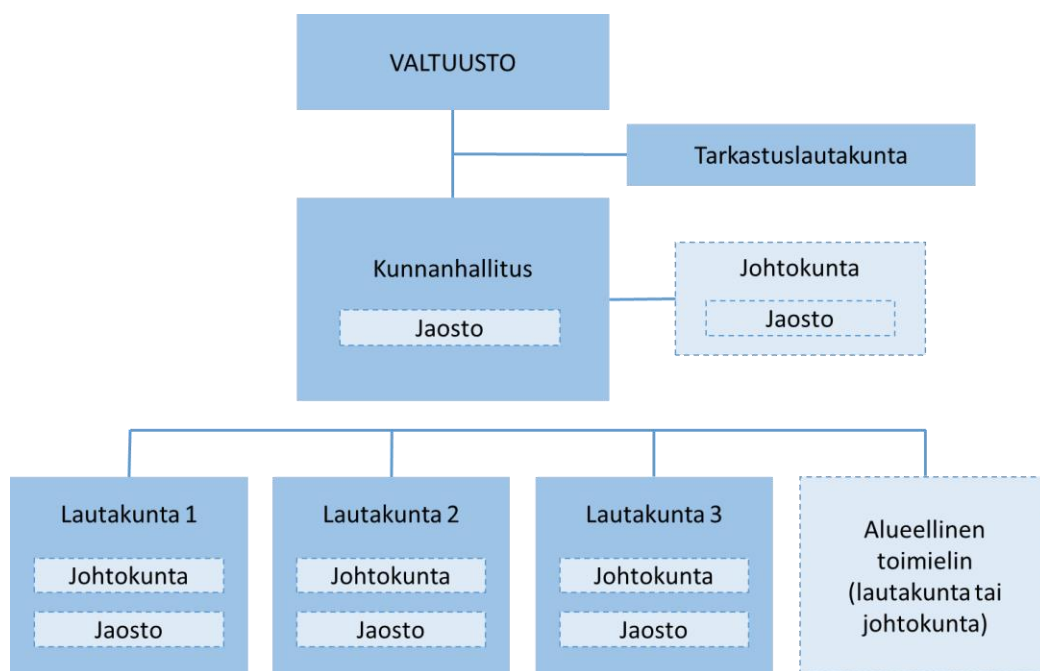 VALTUUSTO
Tarkastuslautakunta
Kunnanhallitus
Jaosto
Johtokunta
Jaosto
Lautakunta 1
Johtokunta
Jaosto
Lautakunta 2
Johtokunta
Jaosto
Lautakunta 3
Johtokunta
Jaosto
Alueellinen
toimielin
(lautakunta tai
johtokunta)